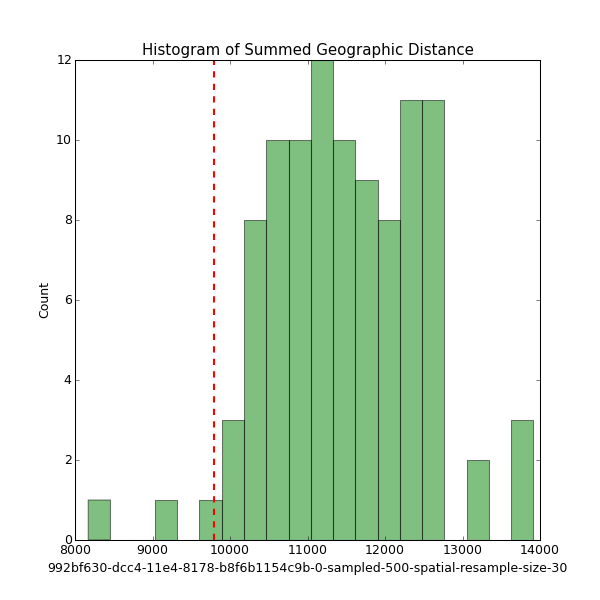 Histogram of Summed Geographic Distance
12
10
8
6
4
2
0
Count
8000 9000 10000 11000 12000 13000 14000
992bf630-dcc4-11e4-8178-b8f6b1154c9b-0-sampled-500-spatial-resample-size-30